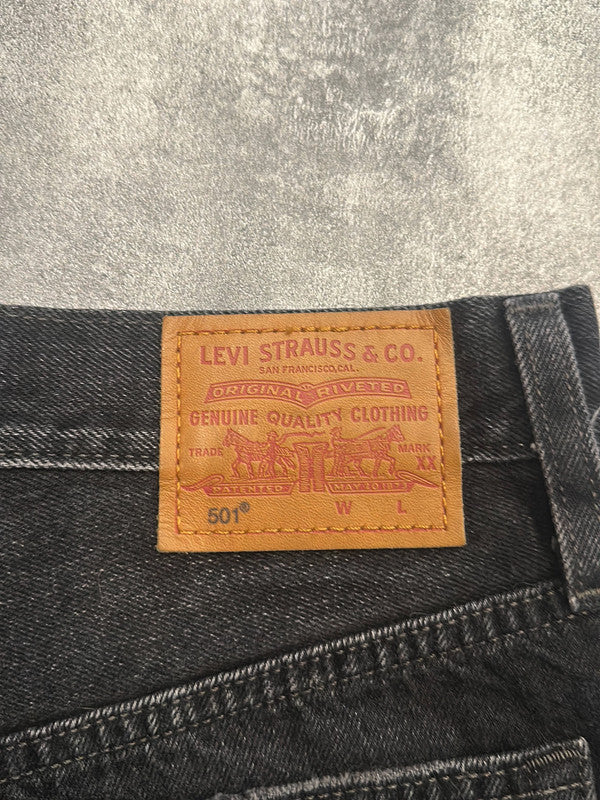 LEVI STRAUSS & CO.
SAN FRANCISCO, CAL.
ORIGINAL RIVETED
GENUINE QUALITY CLOTHING
TRADE MARK
XX
PATENTED MAY 20 1873
501® W L